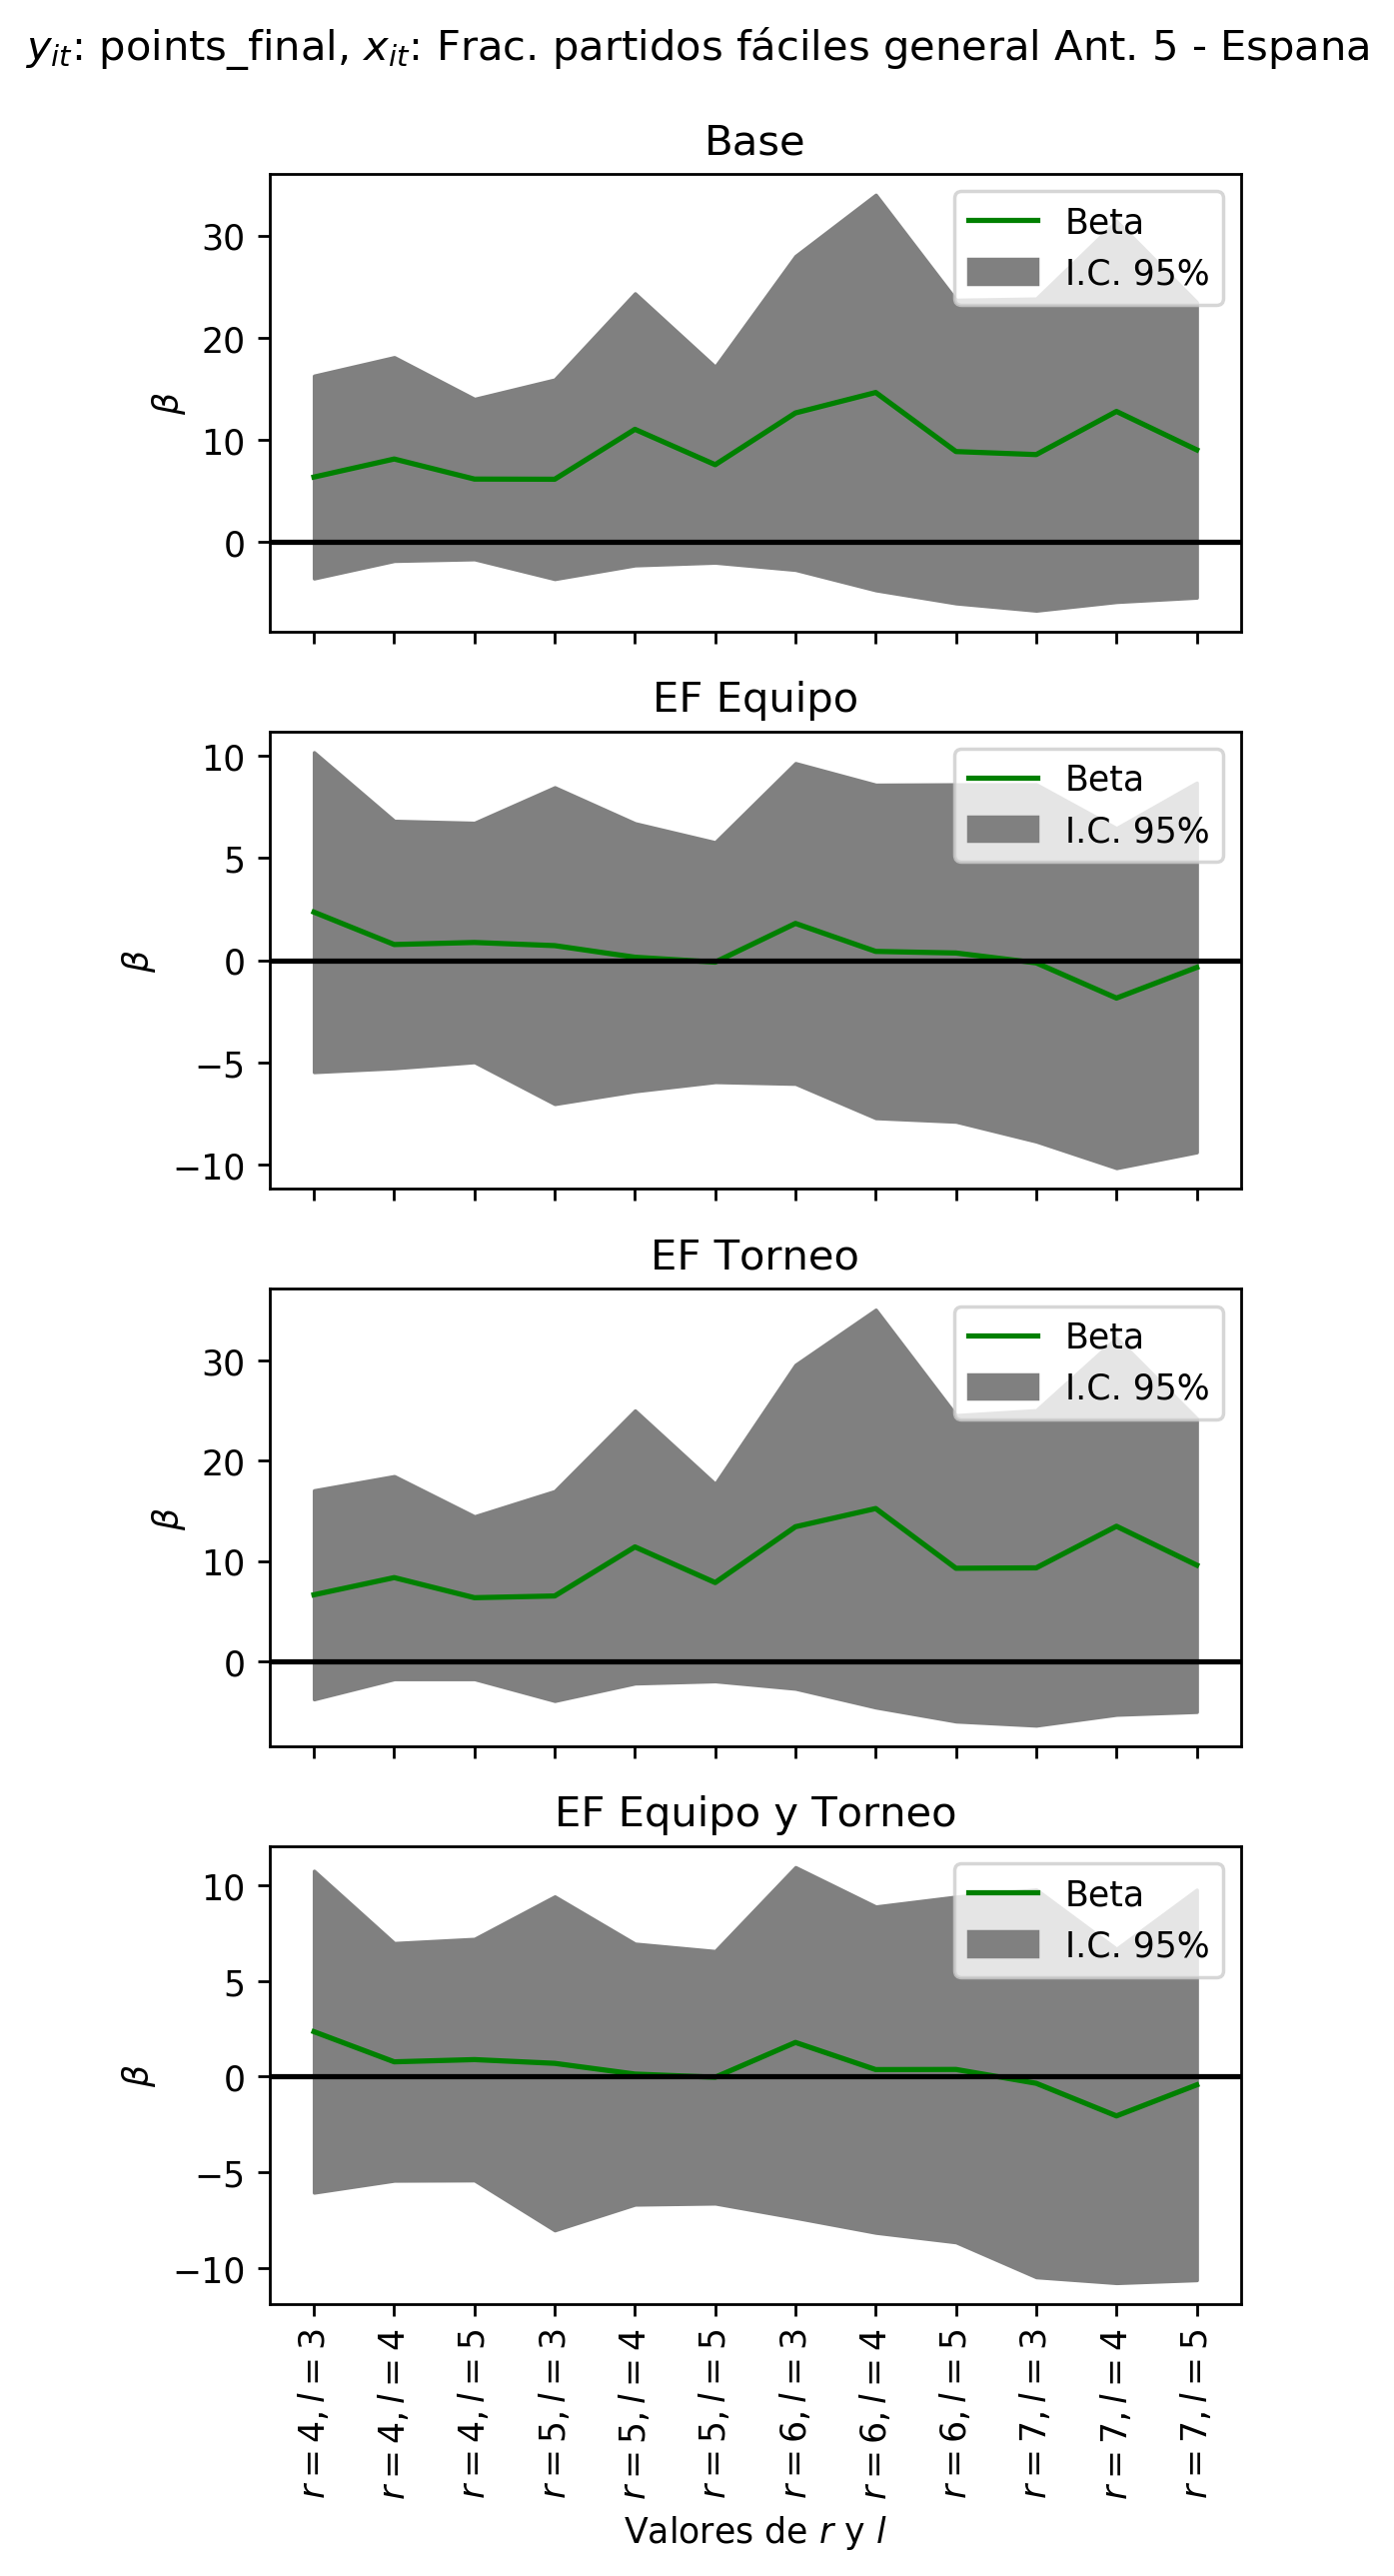 y_it: points_final, x_it: Frac. partidos fáciles general Ant. 5 - Espana
Base
30
20
10
0
β
Beta
I.C. 95%
EF Equipo
10
5
0
−5
−10
β
Beta
I.C. 95%
EF Torneo
30
20
10
0
β
Beta
I.C. 95%
EF Equipo y Torneo
10
5
0
−5
−10
β
Beta
I.C. 95%
r = 4, l = 3
r = 4, l = 4
r = 4, l = 5
r = 5, l = 3
r = 5, l = 4
r = 5, l = 5
r = 6, l = 3
r = 6, l = 4
r = 6, l = 5
r = 7, l = 3
r = 7, l = 4
r = 7, l = 5
Valores de r y l